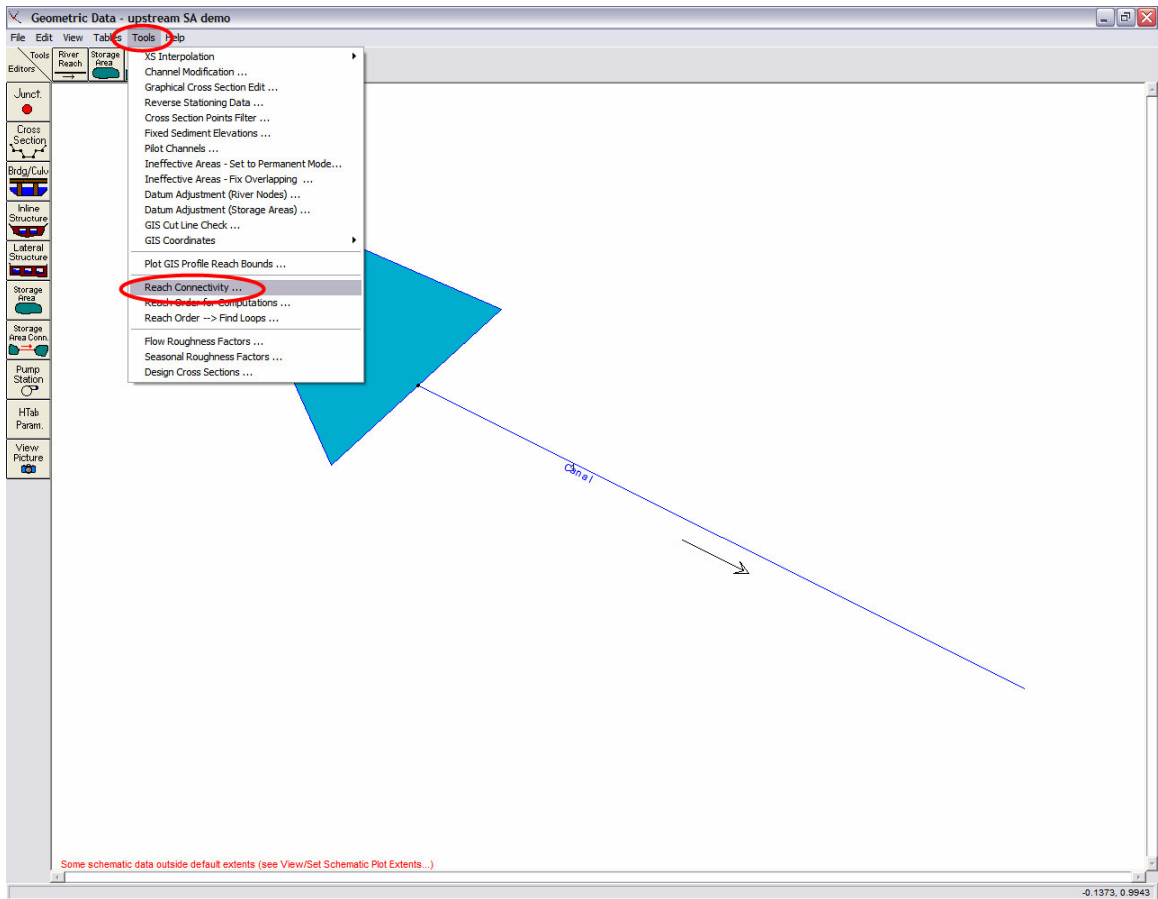 Geometric Data - upstream SA demo
File Edit View Tables Tools Help
Tools
Editors
River
Reach
Storage
Area
XS Interpolation
Channel Modification ...
Graphical Cross Section Edit ...
Reverse Stationing Data ...
Cross Section Points Filter ...
Fixed Sediment Elevations ...
Pilot Channels ...
Ineffective Areas - Set to Permanent Mode...
Ineffective Areas - Fix Overlapping ...
Datum Adjustment (River Nodes) ...
Datum Adjustment (Storage Areas) ...
GIS Cut Line Check ...
GIS Coordinates
Plot GIS Profile Reach Bounds ...
Reach Connectivity ...
Reach Order for Computations ...
Reach Order --> Find Loops ...
Flow Roughness Factors ...
Seasonal Roughness Factors ...
Design Cross Sections ...
Junct.
Cross
Section
Brdg/Culv
Inline
Structure
Lateral
Structure
Storage
Area
Storage
Area Conn.
Pump
Station
HTab
Param.
View
Picture
Canal
Some schematic data outside default extents (see View/Set Schematic Plot Extents...)
-0.1373, 0.9943